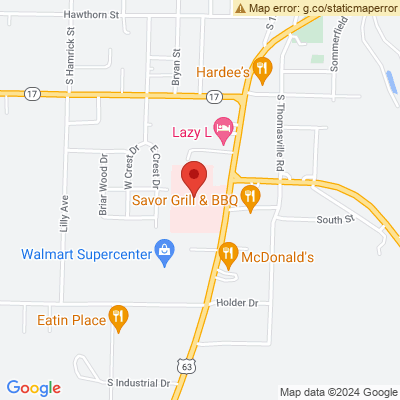 Map error: g.co/staticmaperror
Hawthorn St
S Hamrick St
Bryan St
S 1
Sommerfield
Hardee's
17
17
S Thomasville Rd
Lazy L
E Crest Dr
W Crest Dr
Briar Wood Dr
Lilly Ave
Savor Grill & BBQ
South St
Walmart Supercenter
McDonald's
Holder Dr
Eatin Place
63
S Industrial Dr
Google
Map data ©2024 Google